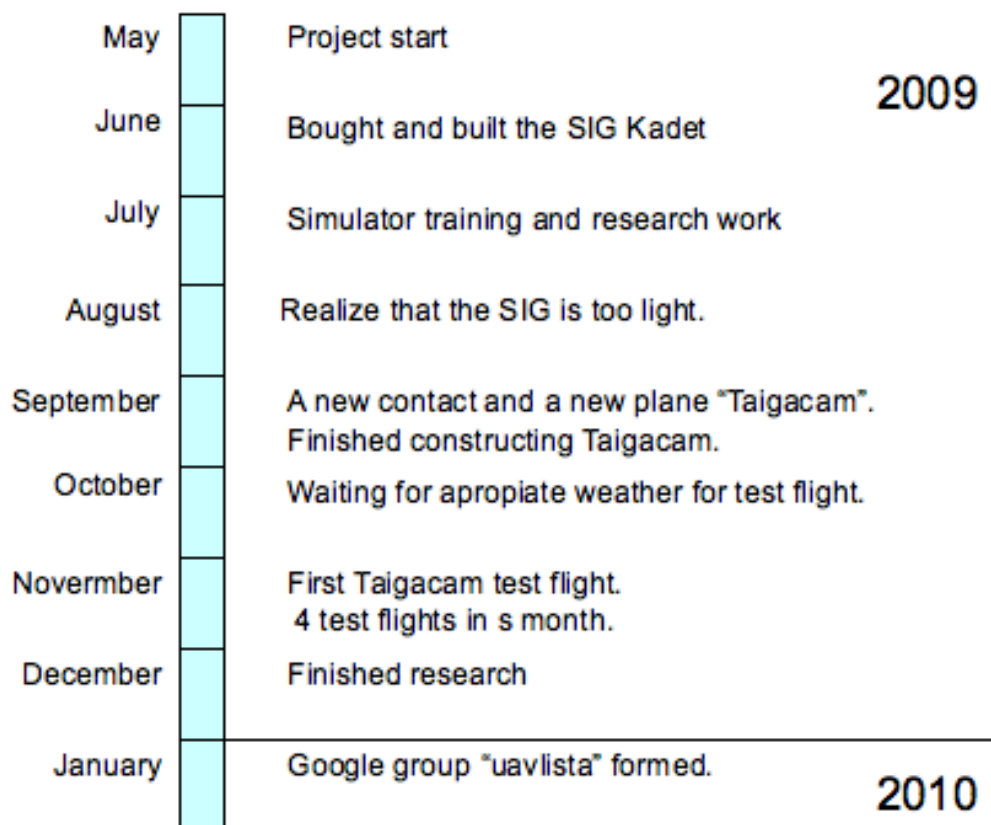 May Project start
2009
June Bought and built the SIG Kadet
July Simulator training and research work
August Realize that the SIG is too light.
September A new contact and a new plane “Taigacam”.
Finished constructing Taigacam.
October Waiting for apropiate weather for test flight.
Novermber First Taigacam test flight.
4 test flights in s month.
December Finished research
January Google group “uavlista” formed.
2010